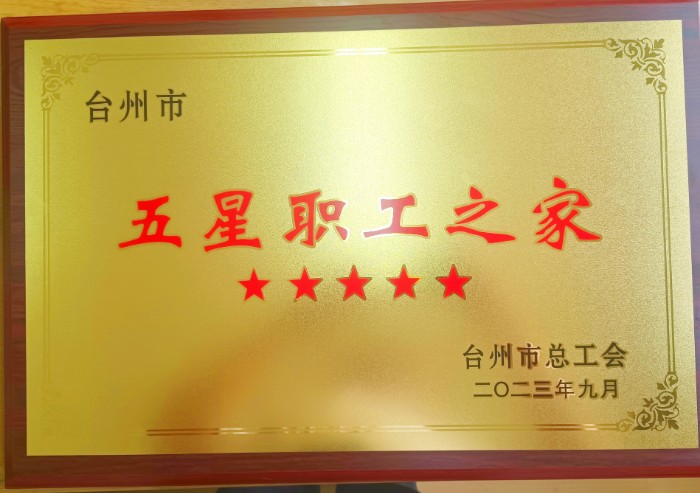 台州市
五星职工之家
★★★★★
台州市总工会
二〇二三年九月